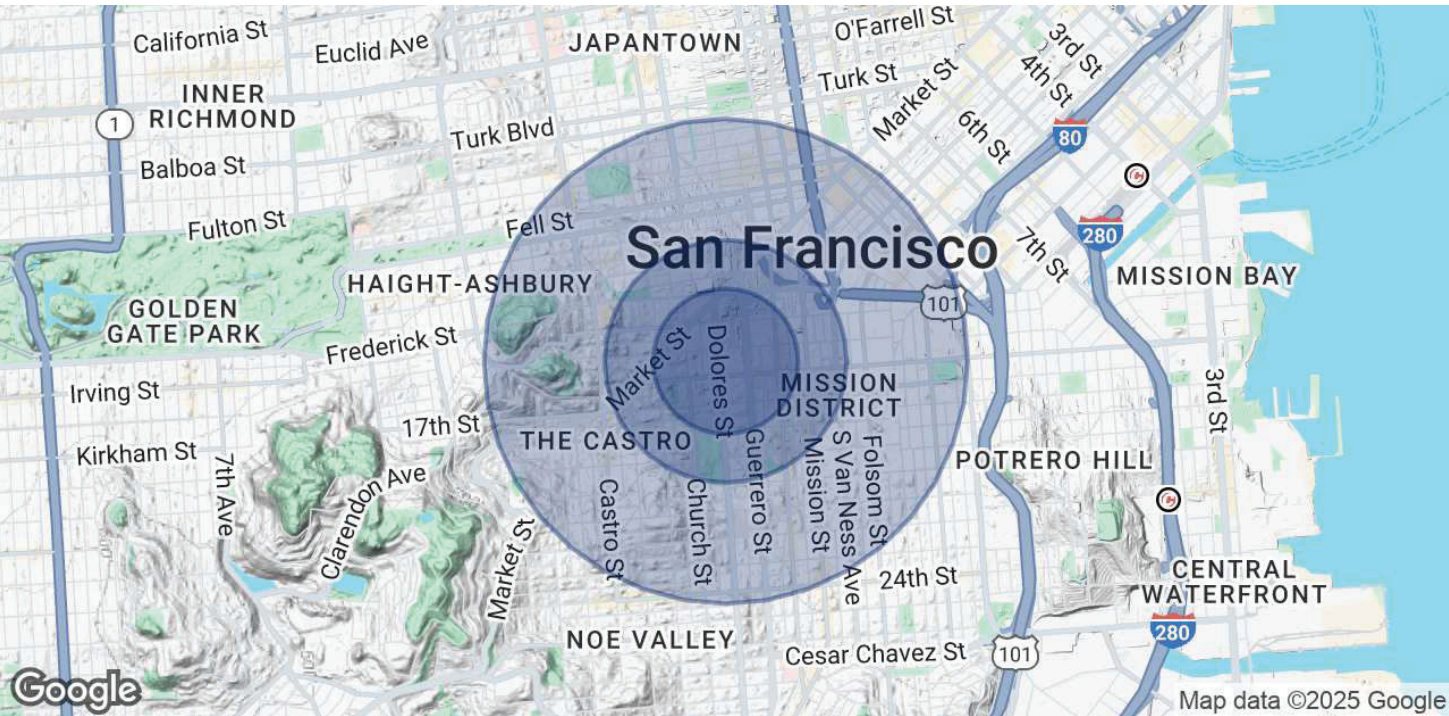 California St
Euclid Ave
JAPANTOWN
O'Farrell St
3rd St
4th St
Turk St
Market St
INNER
RICHMOND
1
Turk Blvd
6th St
80
Balboa St
Fulton St
Fell St
San Francisco
7th St
280
HAIGHT-ASHBURY
MISSION BAY
101
GOLDEN
GATE PARK
Frederick St
Market St
Dolores St
MISSION
DISTRICT
3rd St
Irving St
17th St
THE CASTRO
Kirkham St
7th Ave
Clarendon Ave
Market St
Castro St
Church St
Guerrero St
Mission St
S Van Ness Ave
Folsom St
POTRERO HILL
24th St
CENTRAL
WATERFRONT
280
NOE VALLEY
Cesar Chavez St
101
Google
Map data ©2025 Google